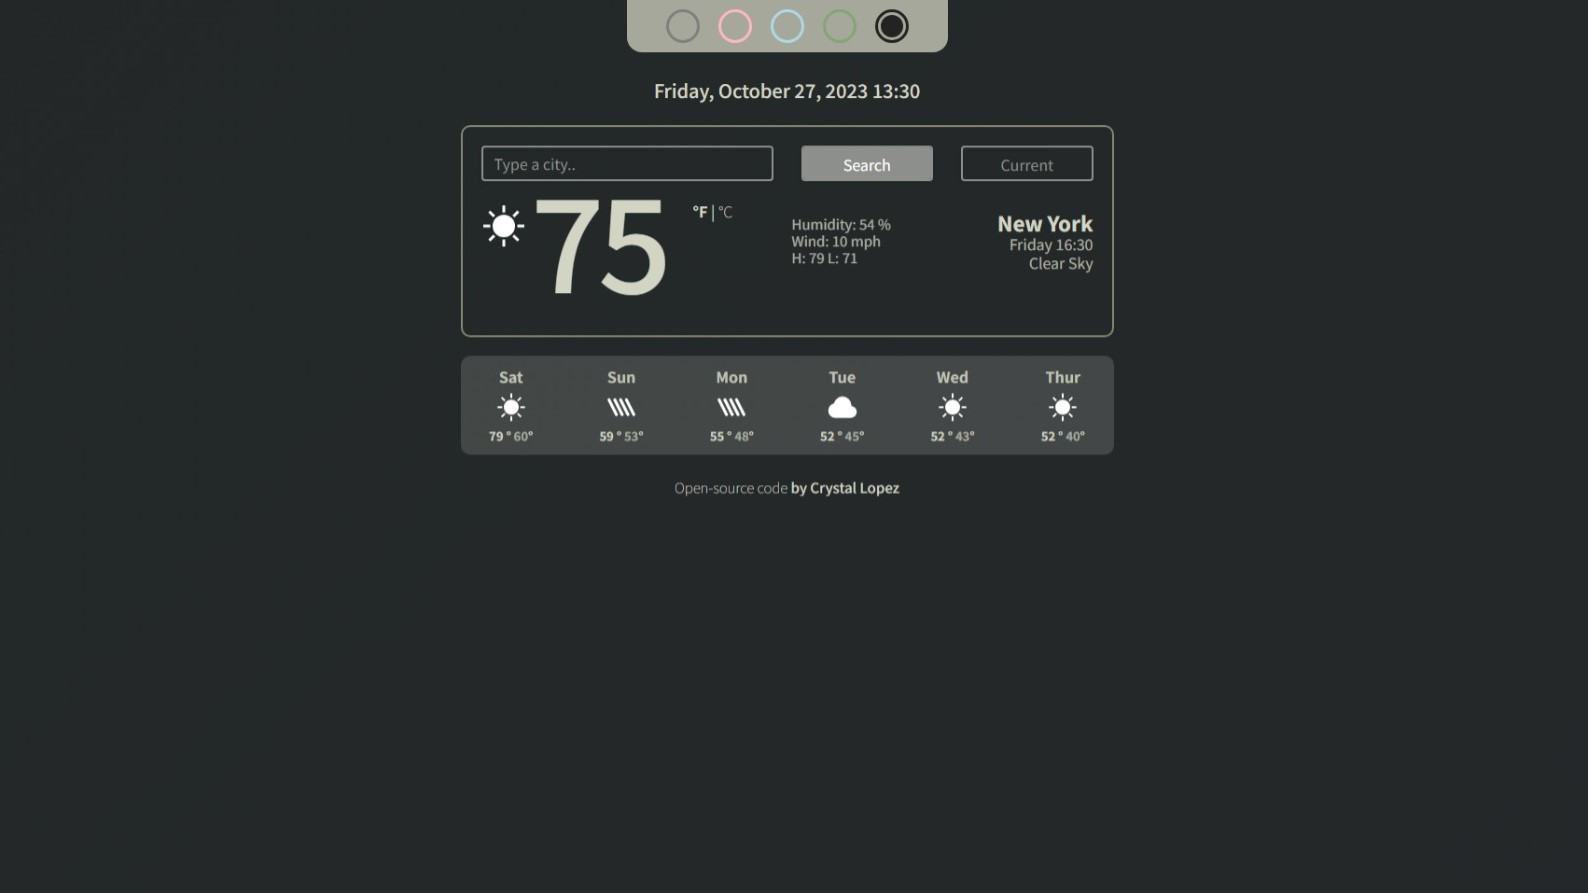 Friday, October 27, 2023 13:30
Type a city..
Search
Current
75
°F | °C
Humidity: 54 %
Wind: 10 mph
H: 79 L: 71
New York
Friday 16:30
Clear Sky
Sat Sun Mon Tue Wed Thur
79 ° 60° 59 ° 53° 55 ° 48° 52 ° 45° 52 ° 43° 52 ° 40°
Open-source code by Crystal Lopez